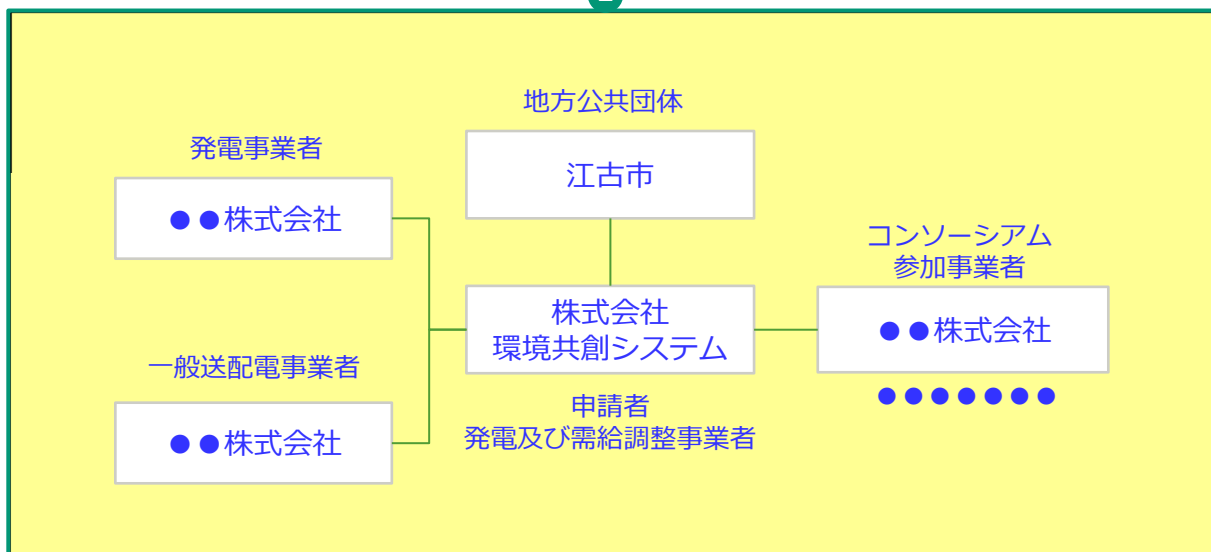 地方公共団体
江古市
発電事業者
●●株式会社
コンソーシアム
参加事業者
●●株式会社
●●●●●●●
株式会社
環境共創システム
申請者
発電及び需給調整事業者
一般送配電事業者
●●株式会社